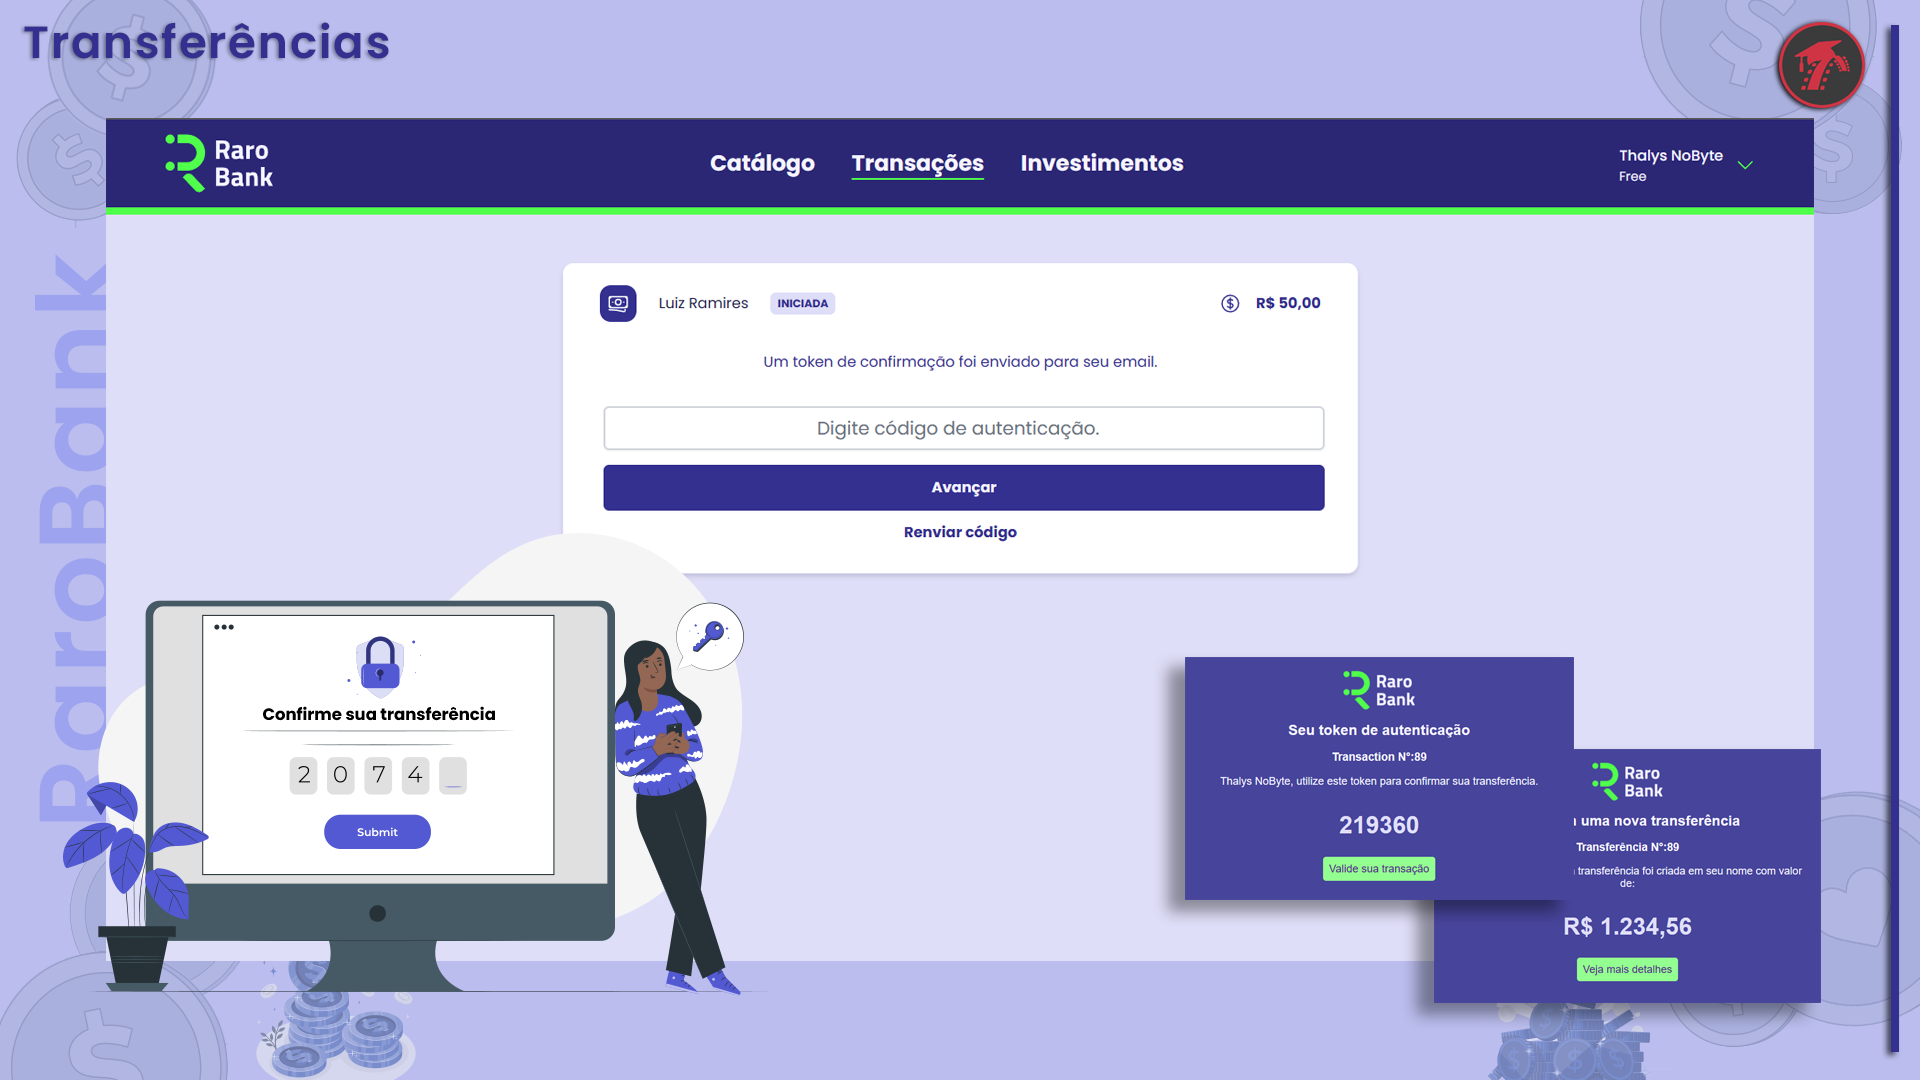 Transferências
RaroBank
Raro
Bank
Catálogo
Transações
Investimentos
Thalys NoByte
Free
Luiz Ramires
INICIADA
R$ 50,00
Um token de confirmação foi enviado para seu email.
Digite código de autenticação.
Avançar
Renviar código
Confirme sua transferência
2 0 7 4 _
Submit
Raro
Bank
Seu token de autenticação
Transaction N°:89
Thalys NoByte, utilize este token para confirmar sua transferência.
219360
Valide sua transação
Raro
Bank
uma nova transferência
Transferência N°:89
transferência foi criada em seu nome com valor
de:
R$ 1.234,56
Veja mais detalhes